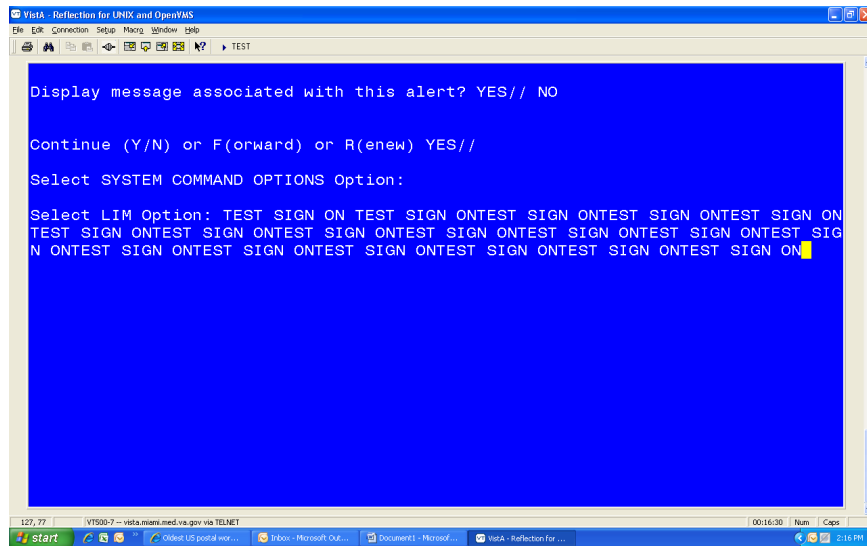 VistA - Reflection for UNIX and OpenVMS
File Edit Connection Setup Macro Window Help
TEST
Display message associated with this alert? YES// NO
Continue (Y/N) or F(orward) or R(enew) YES//
Select SYSTEM COMMAND OPTIONS Option:
Select LIM Option: TEST SIGN ON TEST SIGN ONTEST SIGN ONTEST SIGN ONTEST SIGN ON
TEST SIGN ONTEST SIGN ONTEST SIGN ONTEST SIGN ONTEST SIGN ONTEST SIGN ONTEST SIG
N ONTEST SIGN ONTEST SIGN ONTEST SIGN ONTEST SIGN ONTEST SIGN ONTEST SIGN ON
127, 77 VT500-7 -- vista.miami.med.va.gov via TELNET 00:16:30 Num Caps
start Oldest US postal wor... Inbox - Microsoft Out... Document1 - Microsof... VistA - Reflection for ... 2:16 PM